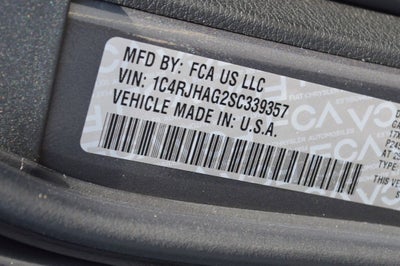 MFD BY: FCA US LLC
VIN: 1C4RJHAG2SC339357
VEHICLE MADE IN: U.S.A.